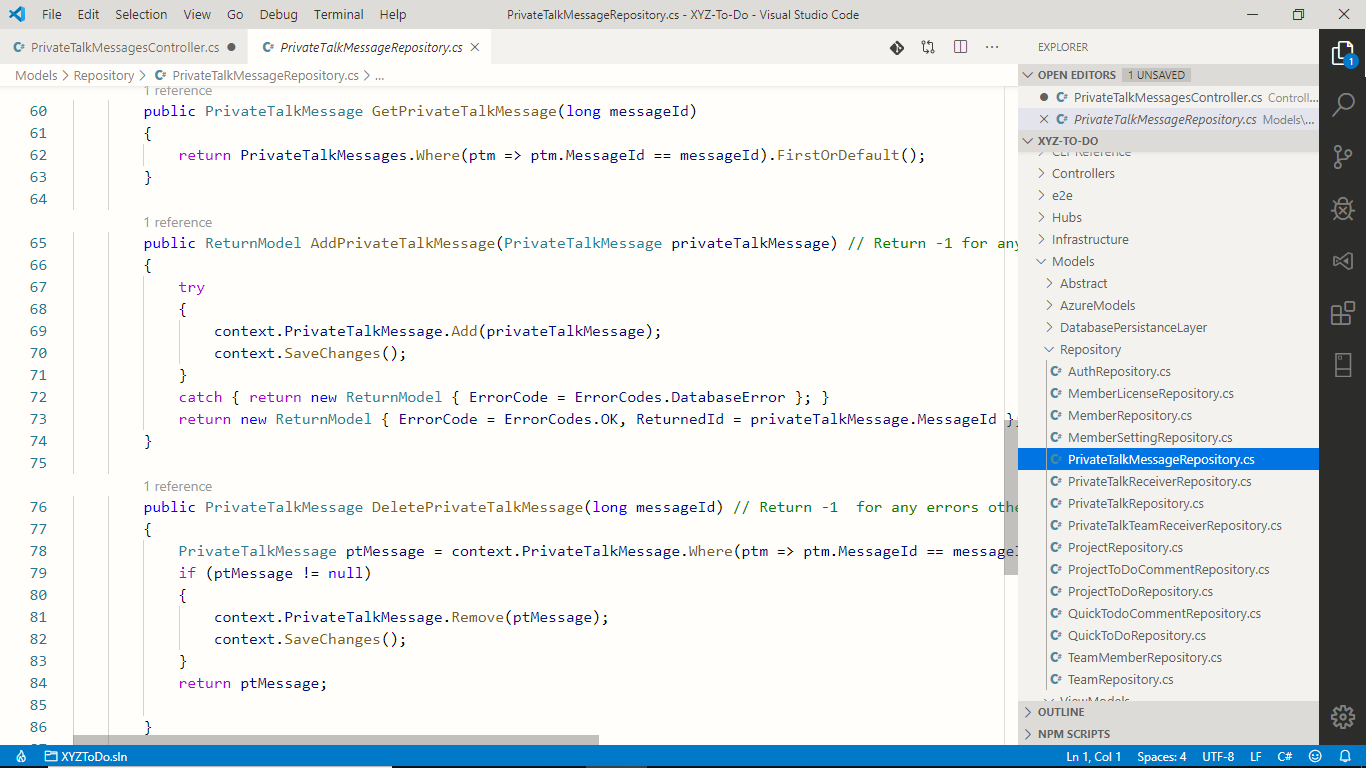 File Edit Selection View Go Debug Terminal Help PrivateTalkMessageRepository.cs - XYZ-To-Do - Visual Studio Code
PrivateTalkMessagesController.cs PrivateTalkMessageRepository.cs
Models Repository PrivateTalkMessageRepository.cs ...
1 reference
60 public PrivateTalkMessage GetPrivateTalkMessage(long messageId)
61 {
62 return PrivateTalkMessages.Where(ptm => ptm.MessageId == messageId).FirstOrDefault();
63 }
64
1 reference
65 public ReturnModel AddPrivateTalkMessage(PrivateTalkMessage privateTalkMessage) // Return -1 for any
66 {
67 try
68 {
69 context.PrivateTalkMessage.Add(privateTalkMessage);
70 context.SaveChanges();
71 }
72 catch { return new ReturnModel { ErrorCode = ErrorCodes.DatabaseError }; }
73 return new ReturnModel { ErrorCode = ErrorCodes.OK, ReturnedId = privateTalkMessage.MessageId };
74 }
75
1 reference
76 public PrivateTalkMessage DeletePrivateTalkMessage(long messageId) // Return -1  for any errors othe
77 {
78 PrivateTalkMessage ptMessage = context.PrivateTalkMessage.Where(ptm => ptm.MessageId == messageI
79 if (ptMessage != null)
80 {
81 context.PrivateTalkMessage.Remove(ptMessage);
82 context.SaveChanges();
83 }
84 return ptMessage;
85
86 }
EXPLORER
OPEN EDITORS 1 UNSAVED
PrivateTalkMessagesController.cs Controll...
PrivateTalkMessageRepository.cs Models\...
XYZ-TO-DO
Controllers
e2e
Hubs
Infrastructure
Models
Abstract
AzureModels
DatabasePersistanceLayer
Repository
AuthRepository.cs
MemberLicenseRepository.cs
MemberRepository.cs
MemberSettingRepository.cs
PrivateTalkMessageRepository.cs
PrivateTalkReceiverRepository.cs
PrivateTalkRepository.cs
PrivateTalkTeamReceiverRepository.cs
ProjectRepository.cs
ProjectToDoCommentRepository.cs
ProjectToDoRepository.cs
QuickTodoCommentRepository.cs
QuickToDoRepository.cs
TeamMemberRepository.cs
TeamRepository.cs
ViewModels
OUTLINE
NPM SCRIPTS
1
XYZToDo.sln Ln 1, Col 1 Spaces: 4 UTF-8 LF C#